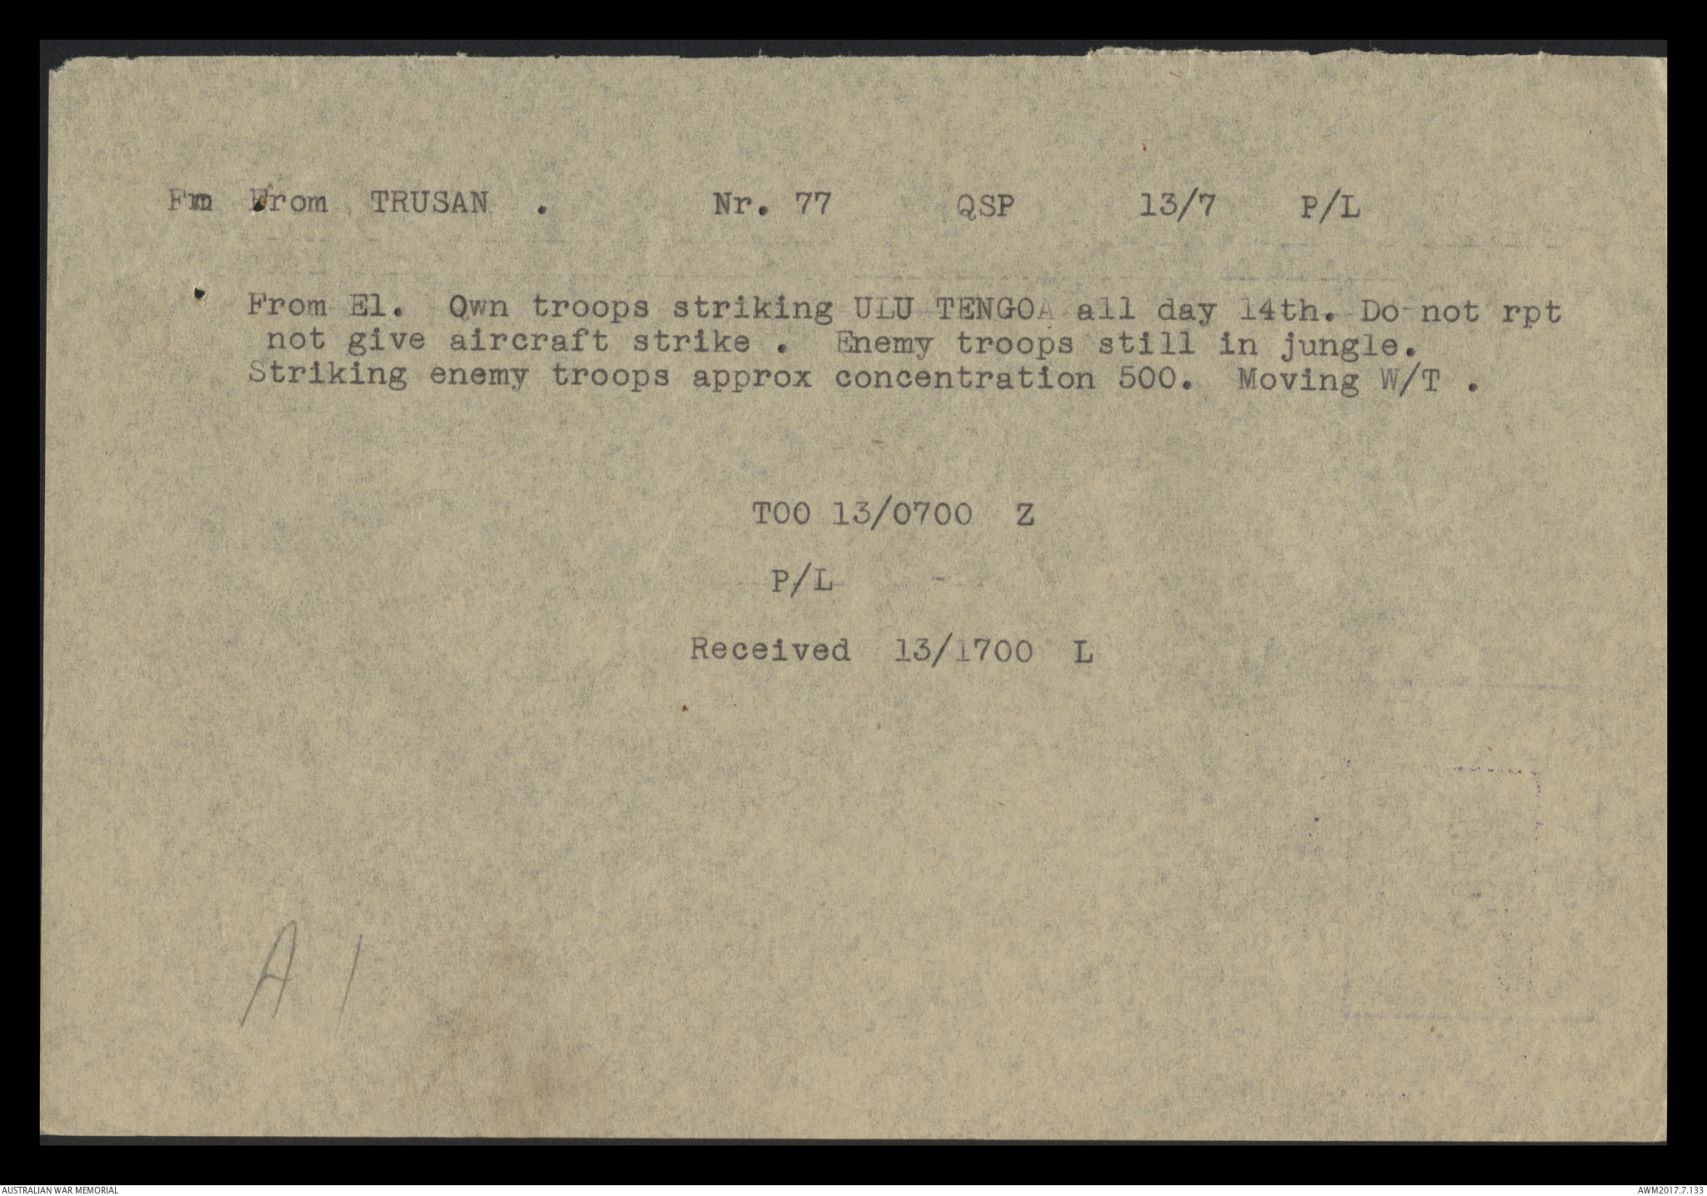 Fm From TRUSAN . Nr. 77 QSP 13/7 P/L
From El. Qwn troops striking ULU TENGOA all day 14th. Do not rpt
not give aircraft strike . Enemy troops still in jungle.
Striking enemy troops approx concentration 500. Moving W/T .
TOO 13/0700 Z
P/L
Received 13/1700 L
A 1
AUSTRALIAN WAR MEMORIAL
AWM2017.7.133